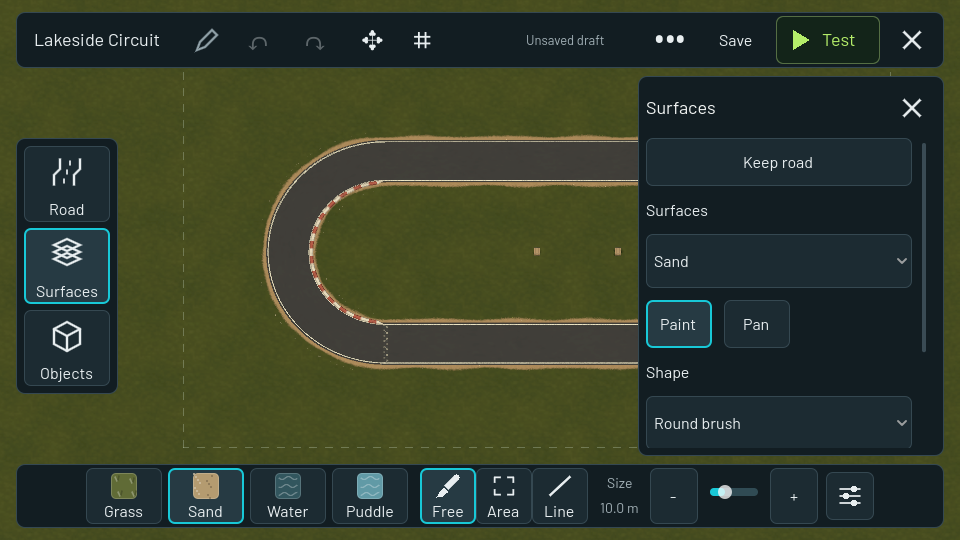 Lakeside Circuit
Unsaved draft
Save
Test
Road
Surfaces
Objects
Surfaces
Keep road
Surfaces
Sand
Paint
Pan
Shape
Round brush
Grass
Sand
Water
Puddle
Free
Area
Line
Size
10.0 m
-
+